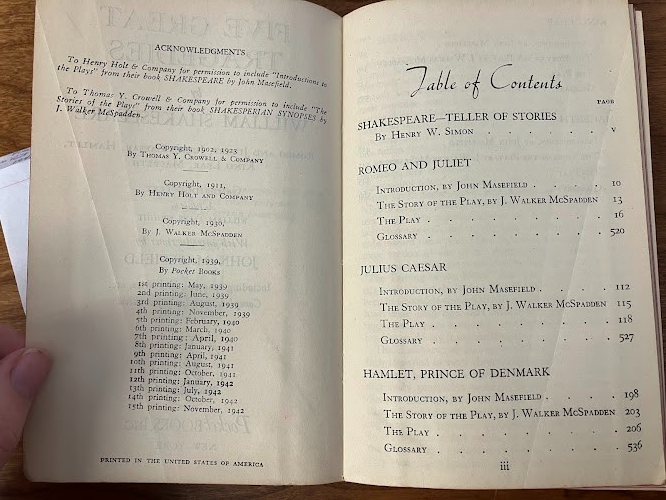 ACKNOWLEDGMENTS
To Henry Holt & Company for permission to include "Introductions to
the Plays" from their book SHAKESPEARE by John Masefield.
To Thomas Y. Crowell & Company for permission to include "The
Stories of the Plays" from their book SHAKESPERIAN SYNOPSES by
J. Walker McSpadden.
Copyright, 1902, 1923
By Thomas Y. Crowell & Company
Copyright, 1911,
By Henry Holt and Company
Copyright, 1930,
By J. Walker McSpadden
Copyright, 1939,
By Pocket Books
1st printing: May, 1939
2nd printing: June, 1939
3rd printing: August, 1939
4th printing: November, 1939
5th printing: February, 1940
6th printing: March, 1940
7th printing: April, 1940
8th printing: January, 1941
9th printing: April, 1941
10th printing: August, 1941
11th printing: October, 1941
12th printing: January, 1942
13th printing: July, 1942
14th printing: October, 1942
15th printing: November, 1942
PRINTED IN THE UNITED STATES OF AMERICA
Table of Contents
PAGE
SHAKESPEARE—TELLER OF STORIES
By Henry W. Simon . . . . . . v
ROMEO AND JULIET
Introduction, by John Masefield . . . . 10
The Story of the Play, by J. Walker McSpadden 13
The Play . . . . . . . . 16
Glossary . . . . . . . . 520
JULIUS CAESAR
Introduction, by John Masefield . . . . 112
The Story of the Play, by J. Walker McSpadden 115
The Play . . . . . . . . 118
Glossary . . . . . . . . 527
HAMLET, PRINCE OF DENMARK
Introduction, by John Masefield . . . . 198
The Story of the Play, by J. Walker McSpadden 203
The Play . . . . . . . . 206
Glossary . . . . . . . . 536
iii